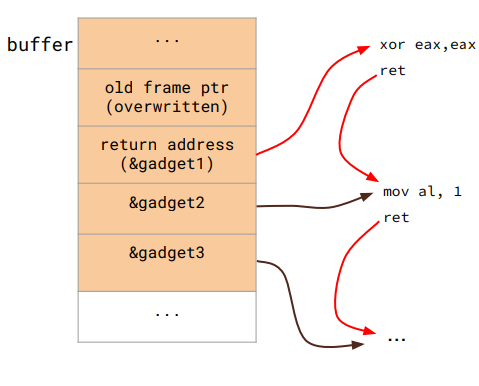 buffer
...
old frame ptr
(overwritten)
return address
(&gadget1)
&gadget2
&gadget3
...
xor eax,eax
ret
mov al, 1
ret
...